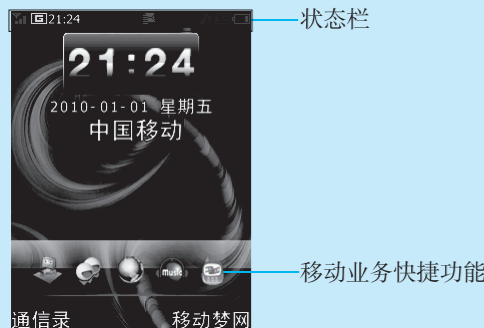 G 21:24
状态栏
21:24
2010-01-01 星期五
中国移动
music
移动业务快捷功能
通信录 移动梦网